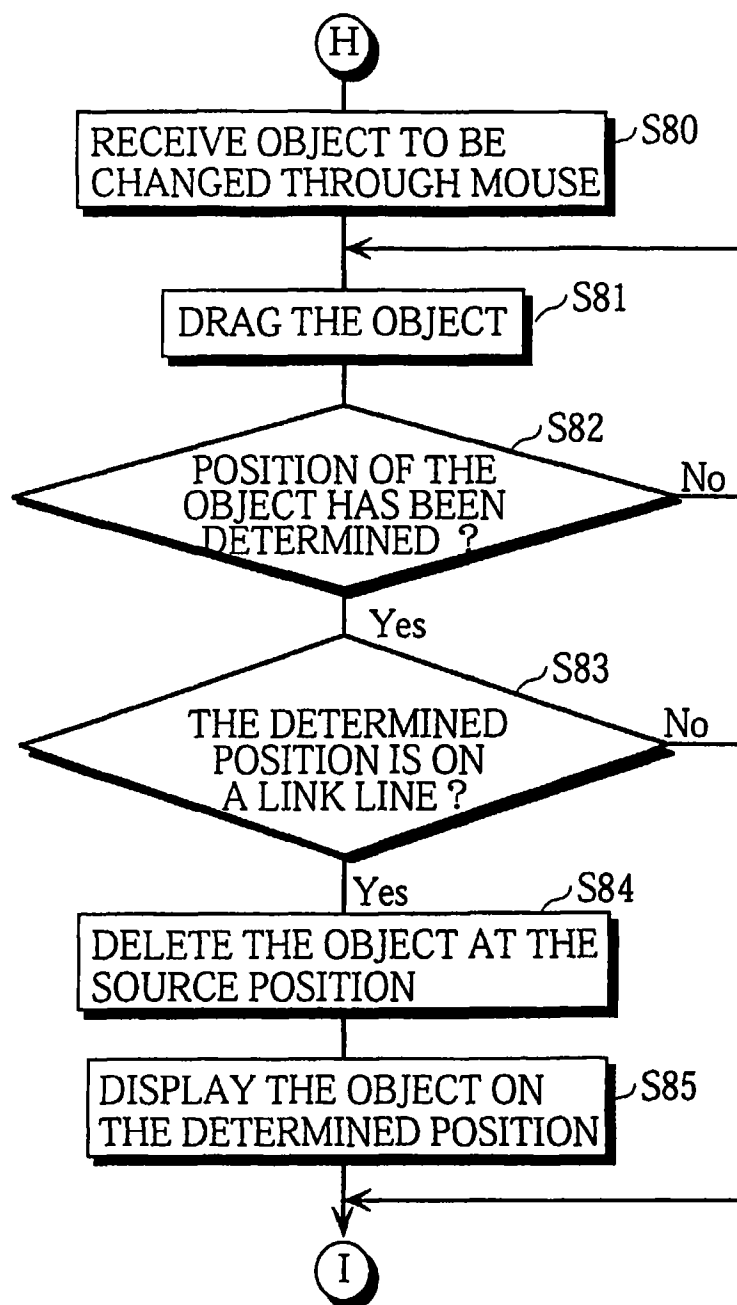 H
RECEIVE OBJECT TO BE
CHANGED THROUGH MOUSE
S80
DRAG THE OBJECT
S81
POSITION OF THE
OBJECT HAS BEEN
DETERMINED ?
S82
No
Yes
THE DETERMINED
POSITION IS ON
A LINK LINE ?
S83
No
Yes
DELETE THE OBJECT AT THE
SOURCE POSITION
S84
DISPLAY THE OBJECT ON
THE DETERMINED POSITION
S85
I